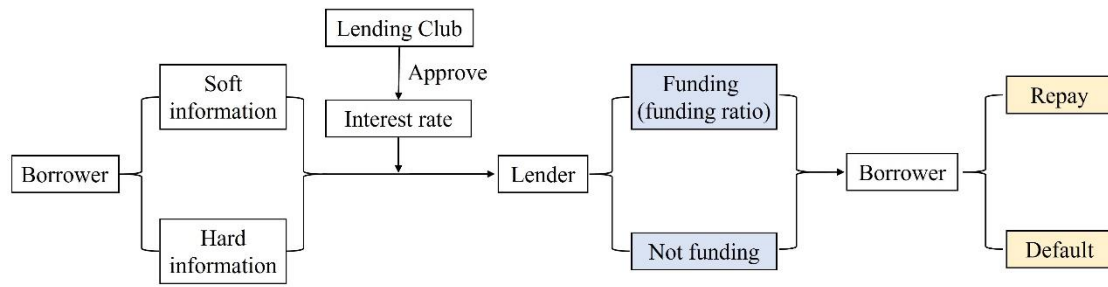 Borrower
Soft
information
Hard
information
Lending Club
Approve
Interest rate
Lender
Funding
(funding ratio)
Not funding
Borrower
Repay
Default